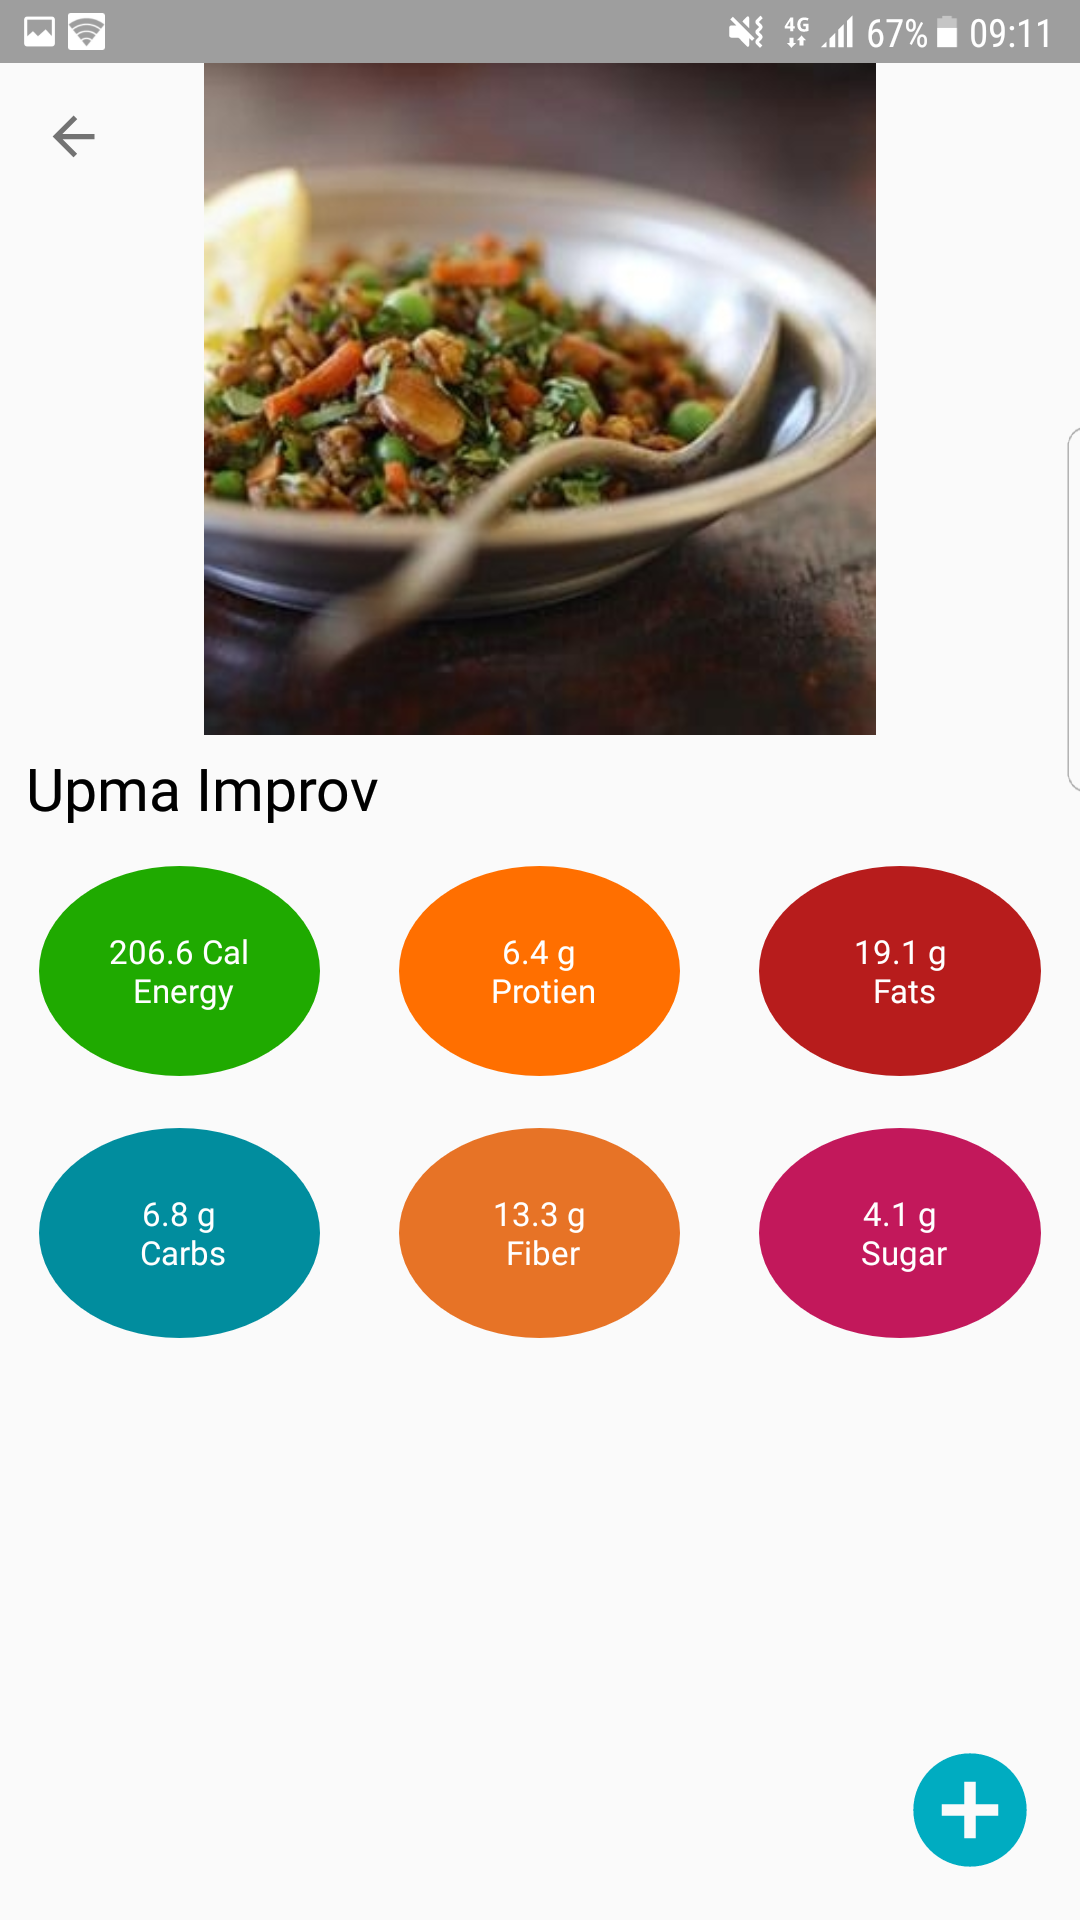 4G 67% 09:11
Upma Improv
206.6 Cal
Energy
6.4 g
Protien
19.1 g
Fats
6.8 g
Carbs
13.3 g
Fiber
4.1 g
Sugar